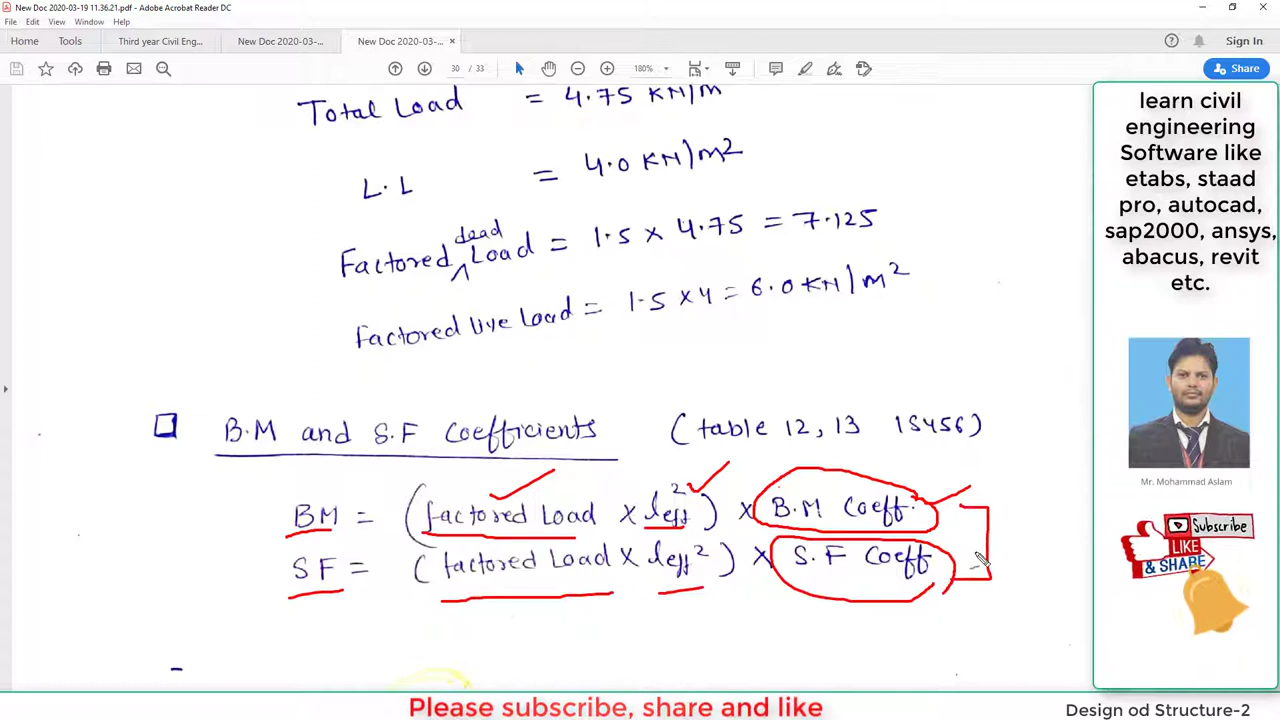 New Doc 2020-03-19 11.36.21.pdf - Adobe Acrobat Reader DC
File Edit View Window Help
Home Tools Third year Civil Eng... New Doc 2020-03-... New Doc 2020-03-... × Sign In
30 / 33 180% Share
Total Load = 4.75 KN/m
L.L = 4.0 KN/m2
Factored dead Load = 1.5 × 4.75 = 7.125
Factored live Load = 1.5 × 4 = 6.0 KN/m2
B.M and S.F Coefficients (table 12, 13 IS456)
BM = (factored Load × leff2) × B.M Coeff.
SF = (factored Load × leff2) × S.F Coeff
learn civil
engineering
Software like
etabs, staad
pro, autocad,
sap2000, ansys,
abacus, revit
etc.
Mr. Mohammad Aslam
Subscribe
LIKE
& SHARE
Please subscribe, share and like
Design od Structure-2